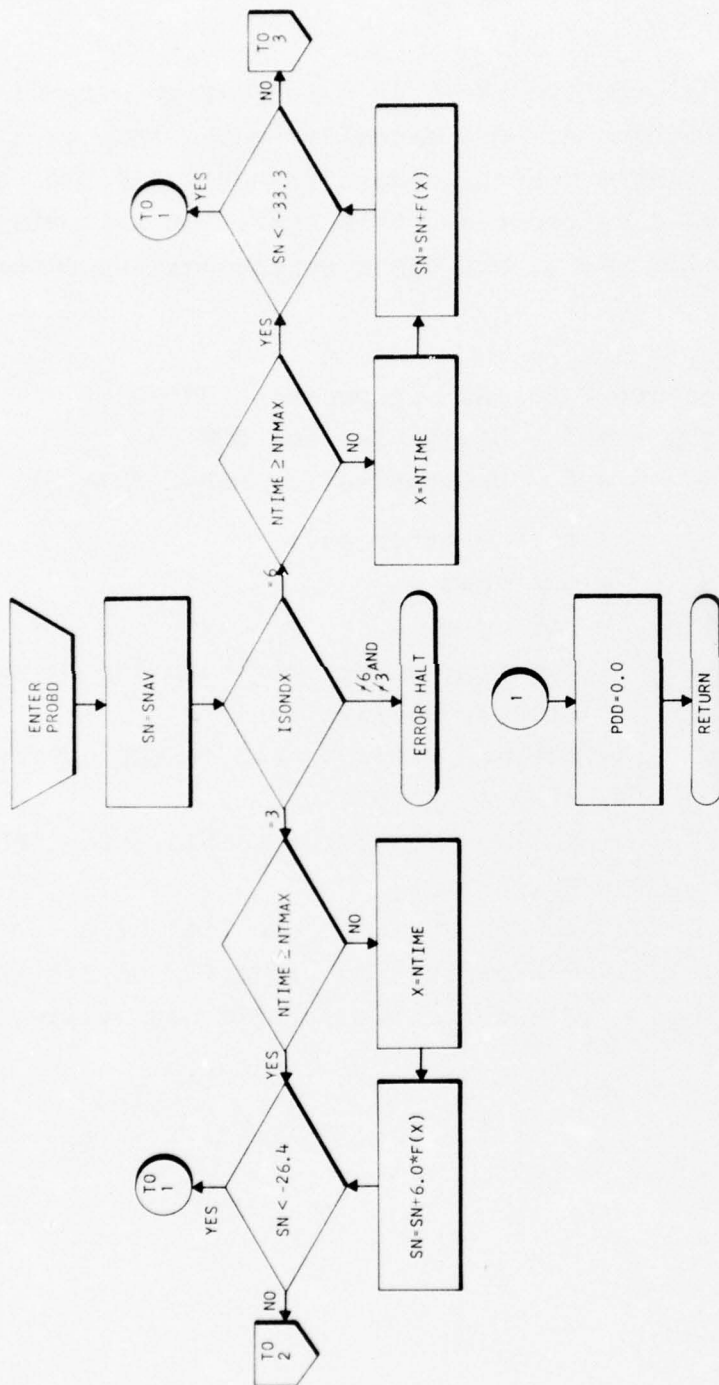 ENTER
PROBD
SN=SNAV
ISONDX
=3
=6
≠6 AND
≠3
ERROR HALT
NTIME ≥ NTMAX
YES
NO
X=NTIME
SN=SN+6.0*F(X)
SN < -26.4
YES
TO
1
NO
TO
2
NTIME ≥ NTMAX
YES
NO
X=NTIME
SN=SN+F(X)
SN < -33.3
YES
TO
1
NO
TO
3
1
PDD=0.0
RETURN